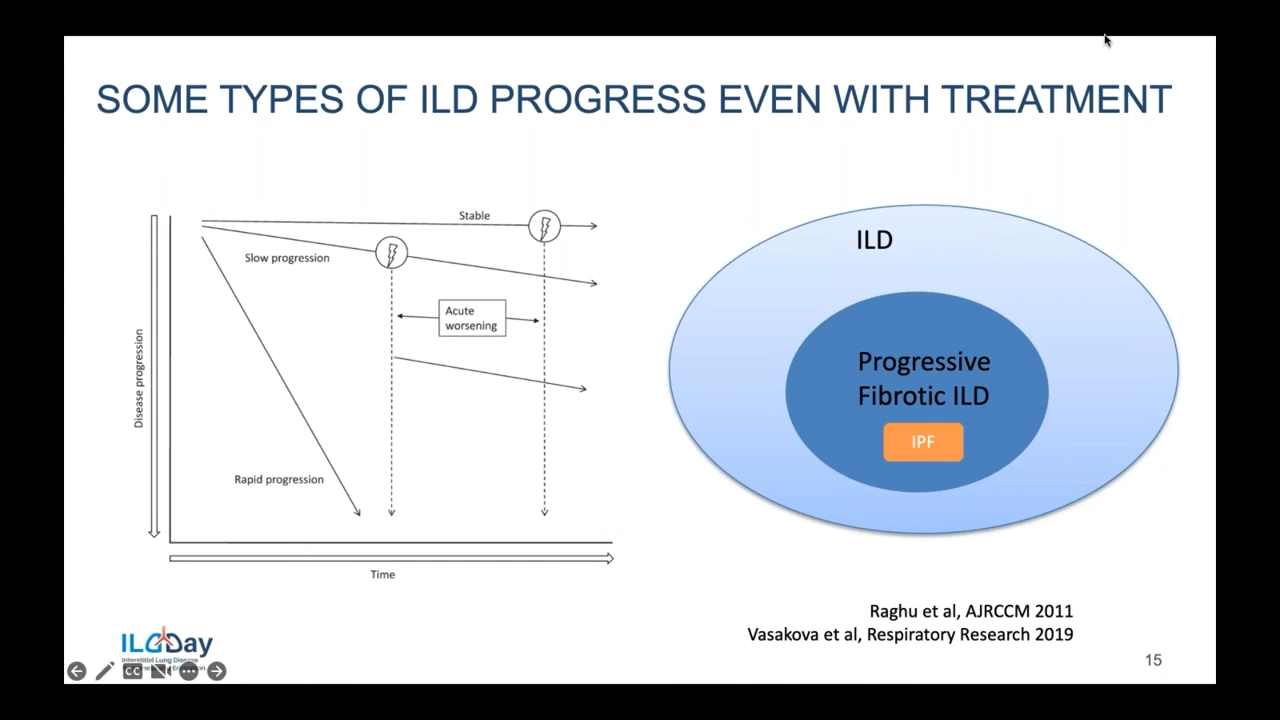 SOME TYPES OF ILD PROGRESS EVEN WITH TREATMENT
Stable
Slow progression
Acute
worsening
Disease progression
Rapid progression
Time
ILD
Progressive
Fibrotic ILD
IPF
Raghu et al, AJRCCM 2011
Vasakova et al, Respiratory Research 2019
ILDDay
Interstitial Lung Disease
CC
15